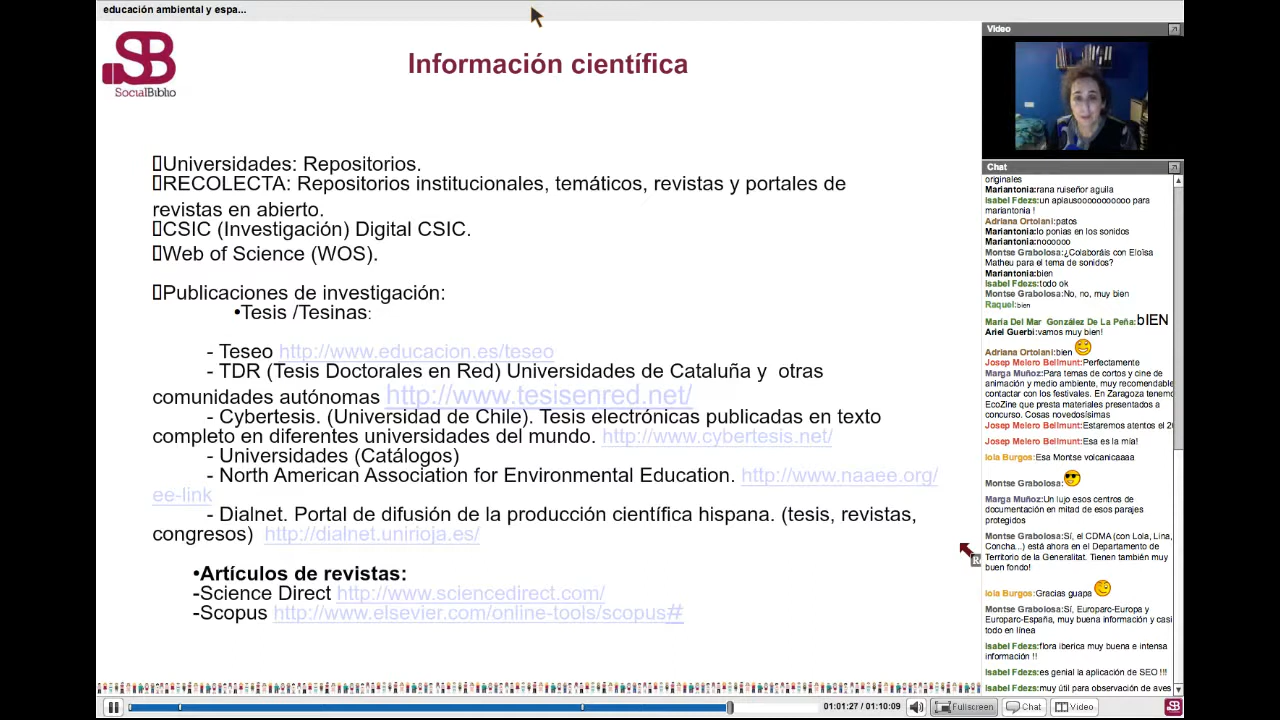 educación ambiental y espa...
SB
SocialBiblio
Información científica
Universidades: Repositorios.
RECOLECTA: Repositorios institucionales, temáticos, revistas y portales de
revistas en abierto.
CSIC (Investigación) Digital CSIC.
Web of Science (WOS).
Publicaciones de investigación:
•Tesis /Tesinas:
- Teseo http://www.educacion.es/teseo
- TDR (Tesis Doctorales en Red) Universidades de Cataluña y otras
comunidades autónomas http://www.tesisenred.net/
- Cybertesis. (Universidad de Chile). Tesis electrónicas publicadas en texto
completo en diferentes universidades del mundo. http://www.cybertesis.net/
- Universidades (Catálogos)
- North American Association for Environmental Education. http://www.naaee.org/
ee-link
- Dialnet. Portal de difusión de la producción científica hispana. (tesis, revistas,
congresos) http://dialnet.unirioja.es/
•Artículos de revistas:
-Science Direct http://www.sciencedirect.com/
-Scopus http://www.elsevier.com/online-tools/scopus#
Video
Chat
originales
Mariantonia:rana ruiseñor aguila
Isabel Fdezs:un aplausooooooooooo para
mariantonia !
Adriana Ortolani:patos
Mariantonia:lo ponias en los sonidos
Mariantonia:noooooo
Montse Grabolosa:¿Colaboráis con Eloïsa
Matheu para el tema de sonidos?
Mariantonia:bien
Isabel Fdezs:todo ok
Montse Grabolosa:No, no, muy bien
Raquel:bien
María Del Mar González De La Peña:bIEN
Ariel Guerbi:vamos muy bien!
Adriana Ortolani:bien
Josep Melero Bellmunt:Perfectamente
Marga Muñoz:Para temas de cortos y cine de
animación y medio ambiente, muy recomendable
contactar con los festivales. En Zaragoza tenemo
EcoZine que presta materiales presentados a
concurso. Cosas novedosísimas
Josep Melero Bellmunt:Estaremos atentos el 2
Josep Melero Bellmunt:Esa es la mía!
lola Burgos:Esa Montse volcanicaaaa
Montse Grabolosa:
Marga Muñoz:Un lujo esos centros de
documentación en mitad de esos parajes
protegidos
Montse Grabolosa:Sí, el CDMA (con Lola, Lina,
Concha...) está ahora en el Departamento de
Territorio de la Generalitat. Tienen también muy
buen fondo!
lola Burgos:Gracias guapa
Montse Grabolosa:Sí, Europarc-Europa y
Europarc-España, muy buena información y casi
todo en línea
Isabel Fdezs:flora iberica muy buena e intensa
información !!
Isabel Fdezs:es genial la aplicación de SEO !!!
Isabel Fdezs:muy útil para observación de aves
01:01:27 / 01:10:09
Fullscreen
Chat
Video
SB